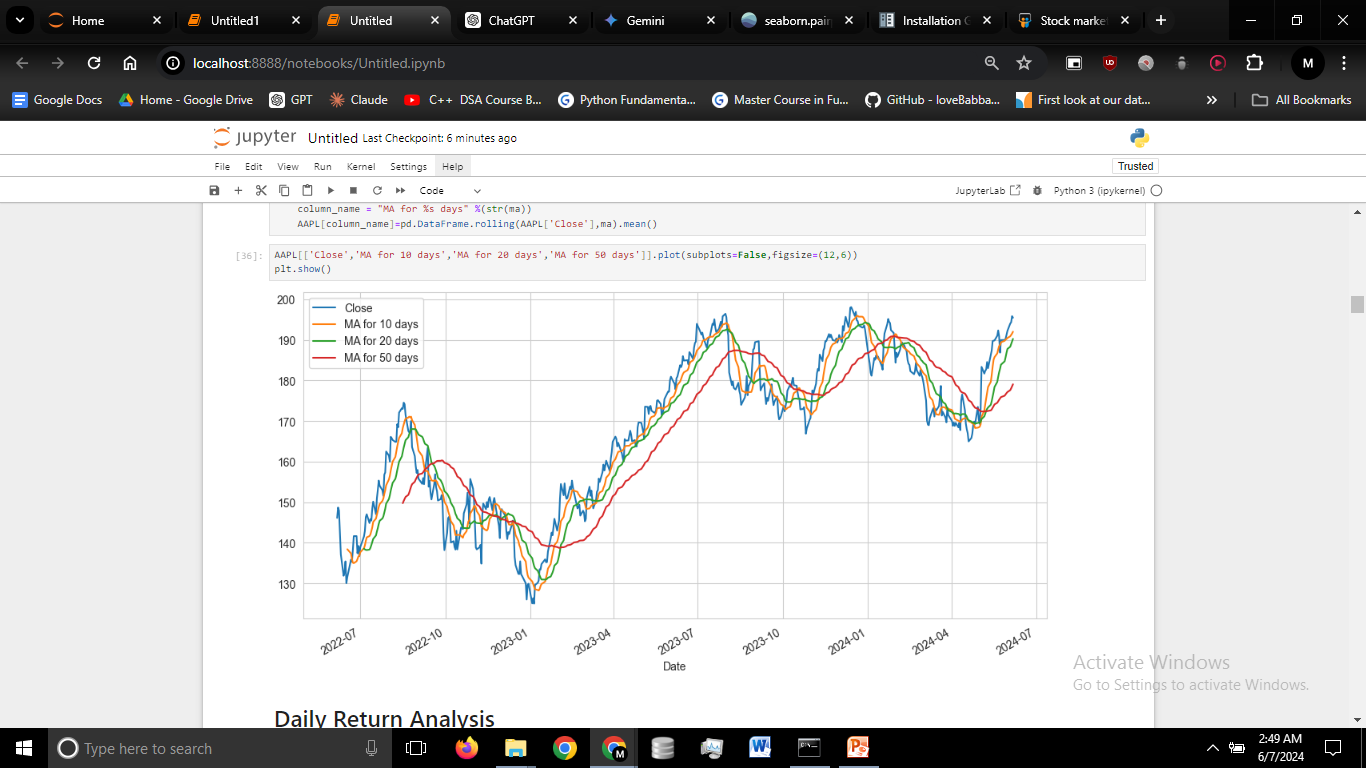 Home
Untitled1
Untitled
ChatGPT
Gemini
seaborn.pair
Installation G
Stock market
localhost:8888/notebooks/Untitled.ipynb
M
Google Docs
Home - Google Drive
GPT
Claude
C++ DSA Course B...
Python Fundamenta...
Master Course in Fu...
GitHub - loveBabba...
First look at our dat...
»
All Bookmarks
jupyter Untitled Last Checkpoint: 6 minutes ago
File Edit View Run Kernel Settings Help
Trusted
Code
JupyterLab
Python 3 (ipykernel)
column_name = "MA for %s days" %(str(ma))
AAPL[column_name]=pd.DataFrame.rolling(AAPL['Close'],ma).mean()
[36]:
AAPL[['Close','MA for 10 days','MA for 20 days','MA for 50 days']].plot(subplots=False,figsize=(12,6))
plt.show()
200
190
180
170
160
150
140
130
Close
MA for 10 days
MA for 20 days
MA for 50 days
2022-07
2022-10
2023-01
2023-04
2023-07
2023-10
2024-01
2024-04
2024-07
Date
Activate Windows
Go to Settings to activate Windows.
Daily Return Analysis
Type here to search
2:49 AM
6/7/2024